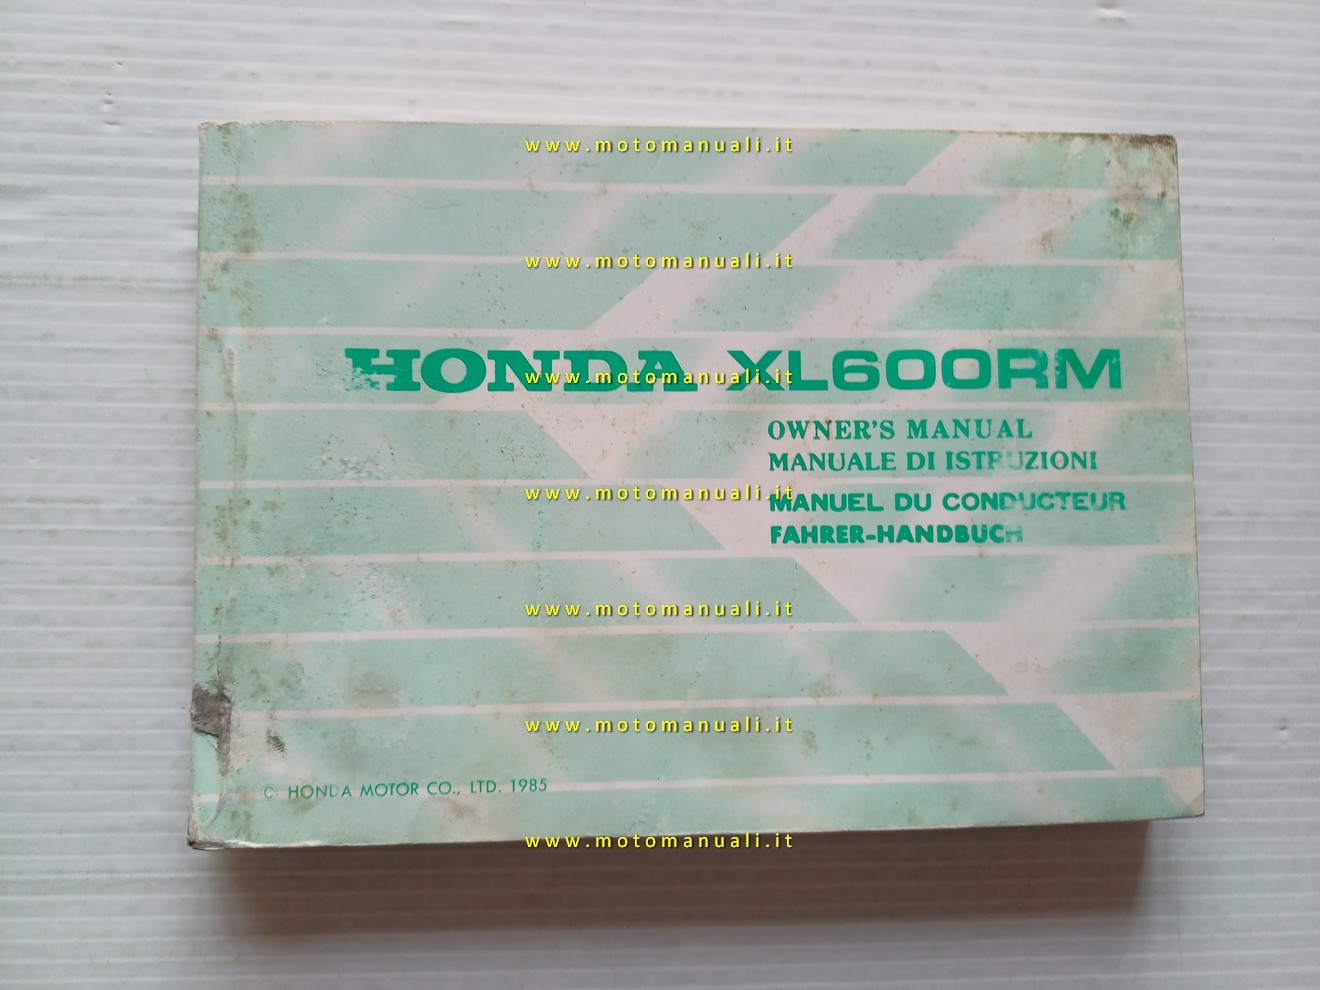 www.motomanuali.it
www.motomanuali.it
HONDA XL600RM
www.motomanuali.it
OWNER'S MANUAL
MANUALE DI ISTRUZIONI
www.motomanuali.it
MANUEL DU CONDUCTEUR
FAHRER-HANDBUCH
www.motomanuali.it
www.motomanuali.it
© HONDA MOTOR CO., LTD. 1985
www.motomanuali.it